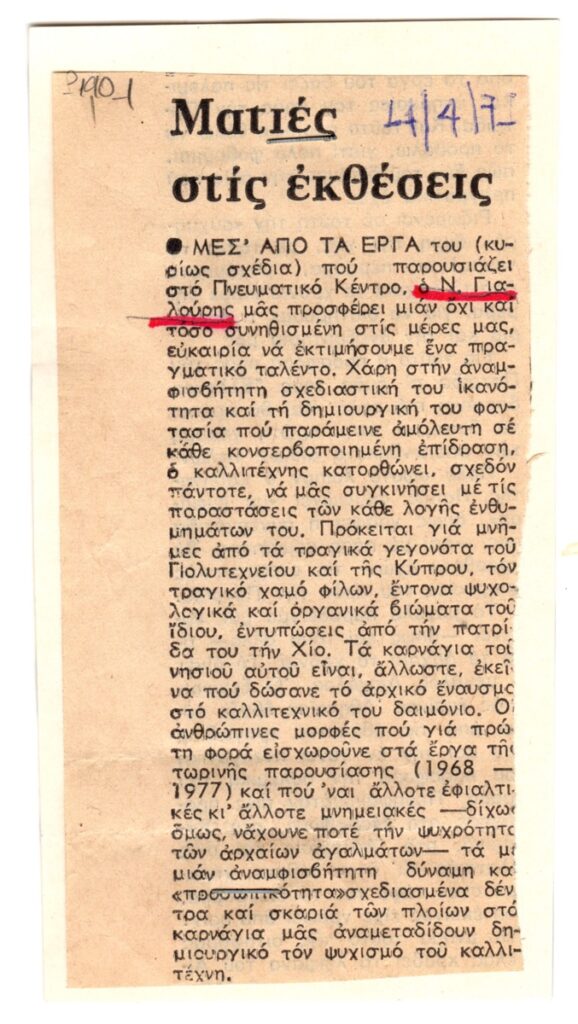 Ματιές
στίς ἐκθέσεις
● ΜΕΣ' ΑΠΟ ΤΑ ΕΡΓΑ του (κυ-
ρίως σχέδια) πού παρουσιάζει
στό Πνευματικό Κέντρο, ὁ Ν. Για-
λούρης μᾶς προσφέρει μιάν ὄχι καί
τόσο συνηθισμένη στίς μέρες μας,
εὐκαιρία νά ἐκτιμήσουμε ἕνα πρα-
γματικό ταλέντο. Χάρη στήν ἀναμ-
φισβήτητη σχεδιαστική του ἱκανό-
τητα καί τή δημιουργική του φαν-
τασία πού παράμεινε ἀμόλευτη σέ
κάθε κονσερβοποιημένη ἐπίδραση,
ὁ καλλιτέχνης κατορθώνει, σχεδόν
πάντοτε, νά μᾶς συγκινήσει μέ τίς
παραστάσεις τῶν κάθε λογῆς ἐνθυ-
μημάτων του. Πρόκειται γιά μνῆ-
μες ἀπό τά τραγικά γεγονότα τοῦ
Πολυτεχνείου καί τῆς Κύπρου, τόν
τραγικό χαμό φίλων, ἔντονα ψυχο-
λογικά καί ὀργανικά βιώματα τοῦ
ἴδιου, ἐντυπώσεις ἀπό τήν πατρί-
δα του τήν Χίο. Τά καρνάγια τοῦ
νησιοῦ αὐτοῦ εἶναι, ἄλλωστε, ἐκεῖ-
να πού δώσανε τό ἀρχικό ἔναυσμα
στό καλλιτεχνικό του δαιμόνιο. Οἱ
ἀνθρώπινες μορφές πού γιά πρώ-
τη φορά εἰσχωροῦνε στά ἔργα τῆς
τωρινῆς παρουσίασης (1968 —
1977) καί πού 'ναι ἄλλοτε ἐφιαλτι-
κές κι' ἄλλοτε μνημειακές —δίχως
ὅμως, νἄχουνε ποτέ τήν ψυχρότητα
τῶν ἀρχαίων ἀγαλμάτων— τά μέ
μιάν ἀναμφισβήτητη δύναμη καί
«προσωπικότητα»σχεδιασμένα δέν-
τρα καί σκαριά τῶν πλοίων στά
καρνάγια μᾶς ἀναμεταδίδουν δη-
μιουργικό τόν ψυχισμό τοῦ καλλι-
τέχνη.